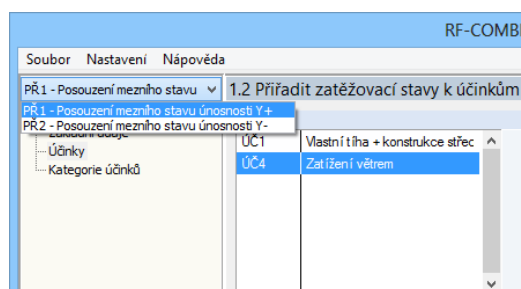 RF-COMBI
Soubor Nastavení Nápověda
PŘ1 - Posouzení mezního stavu
1.2 Přiřadit zatěžovací stavy k účinkům
PŘ1 - Posouzení mezního stavu únosnosti Y+
PŘ2 - Posouzení mezního stavu únosnosti Y-
Účinky
Kategorie účinků
ÚČ1 Vlastní tíha + konstrukce střec
ÚČ4 Zatížení větrem